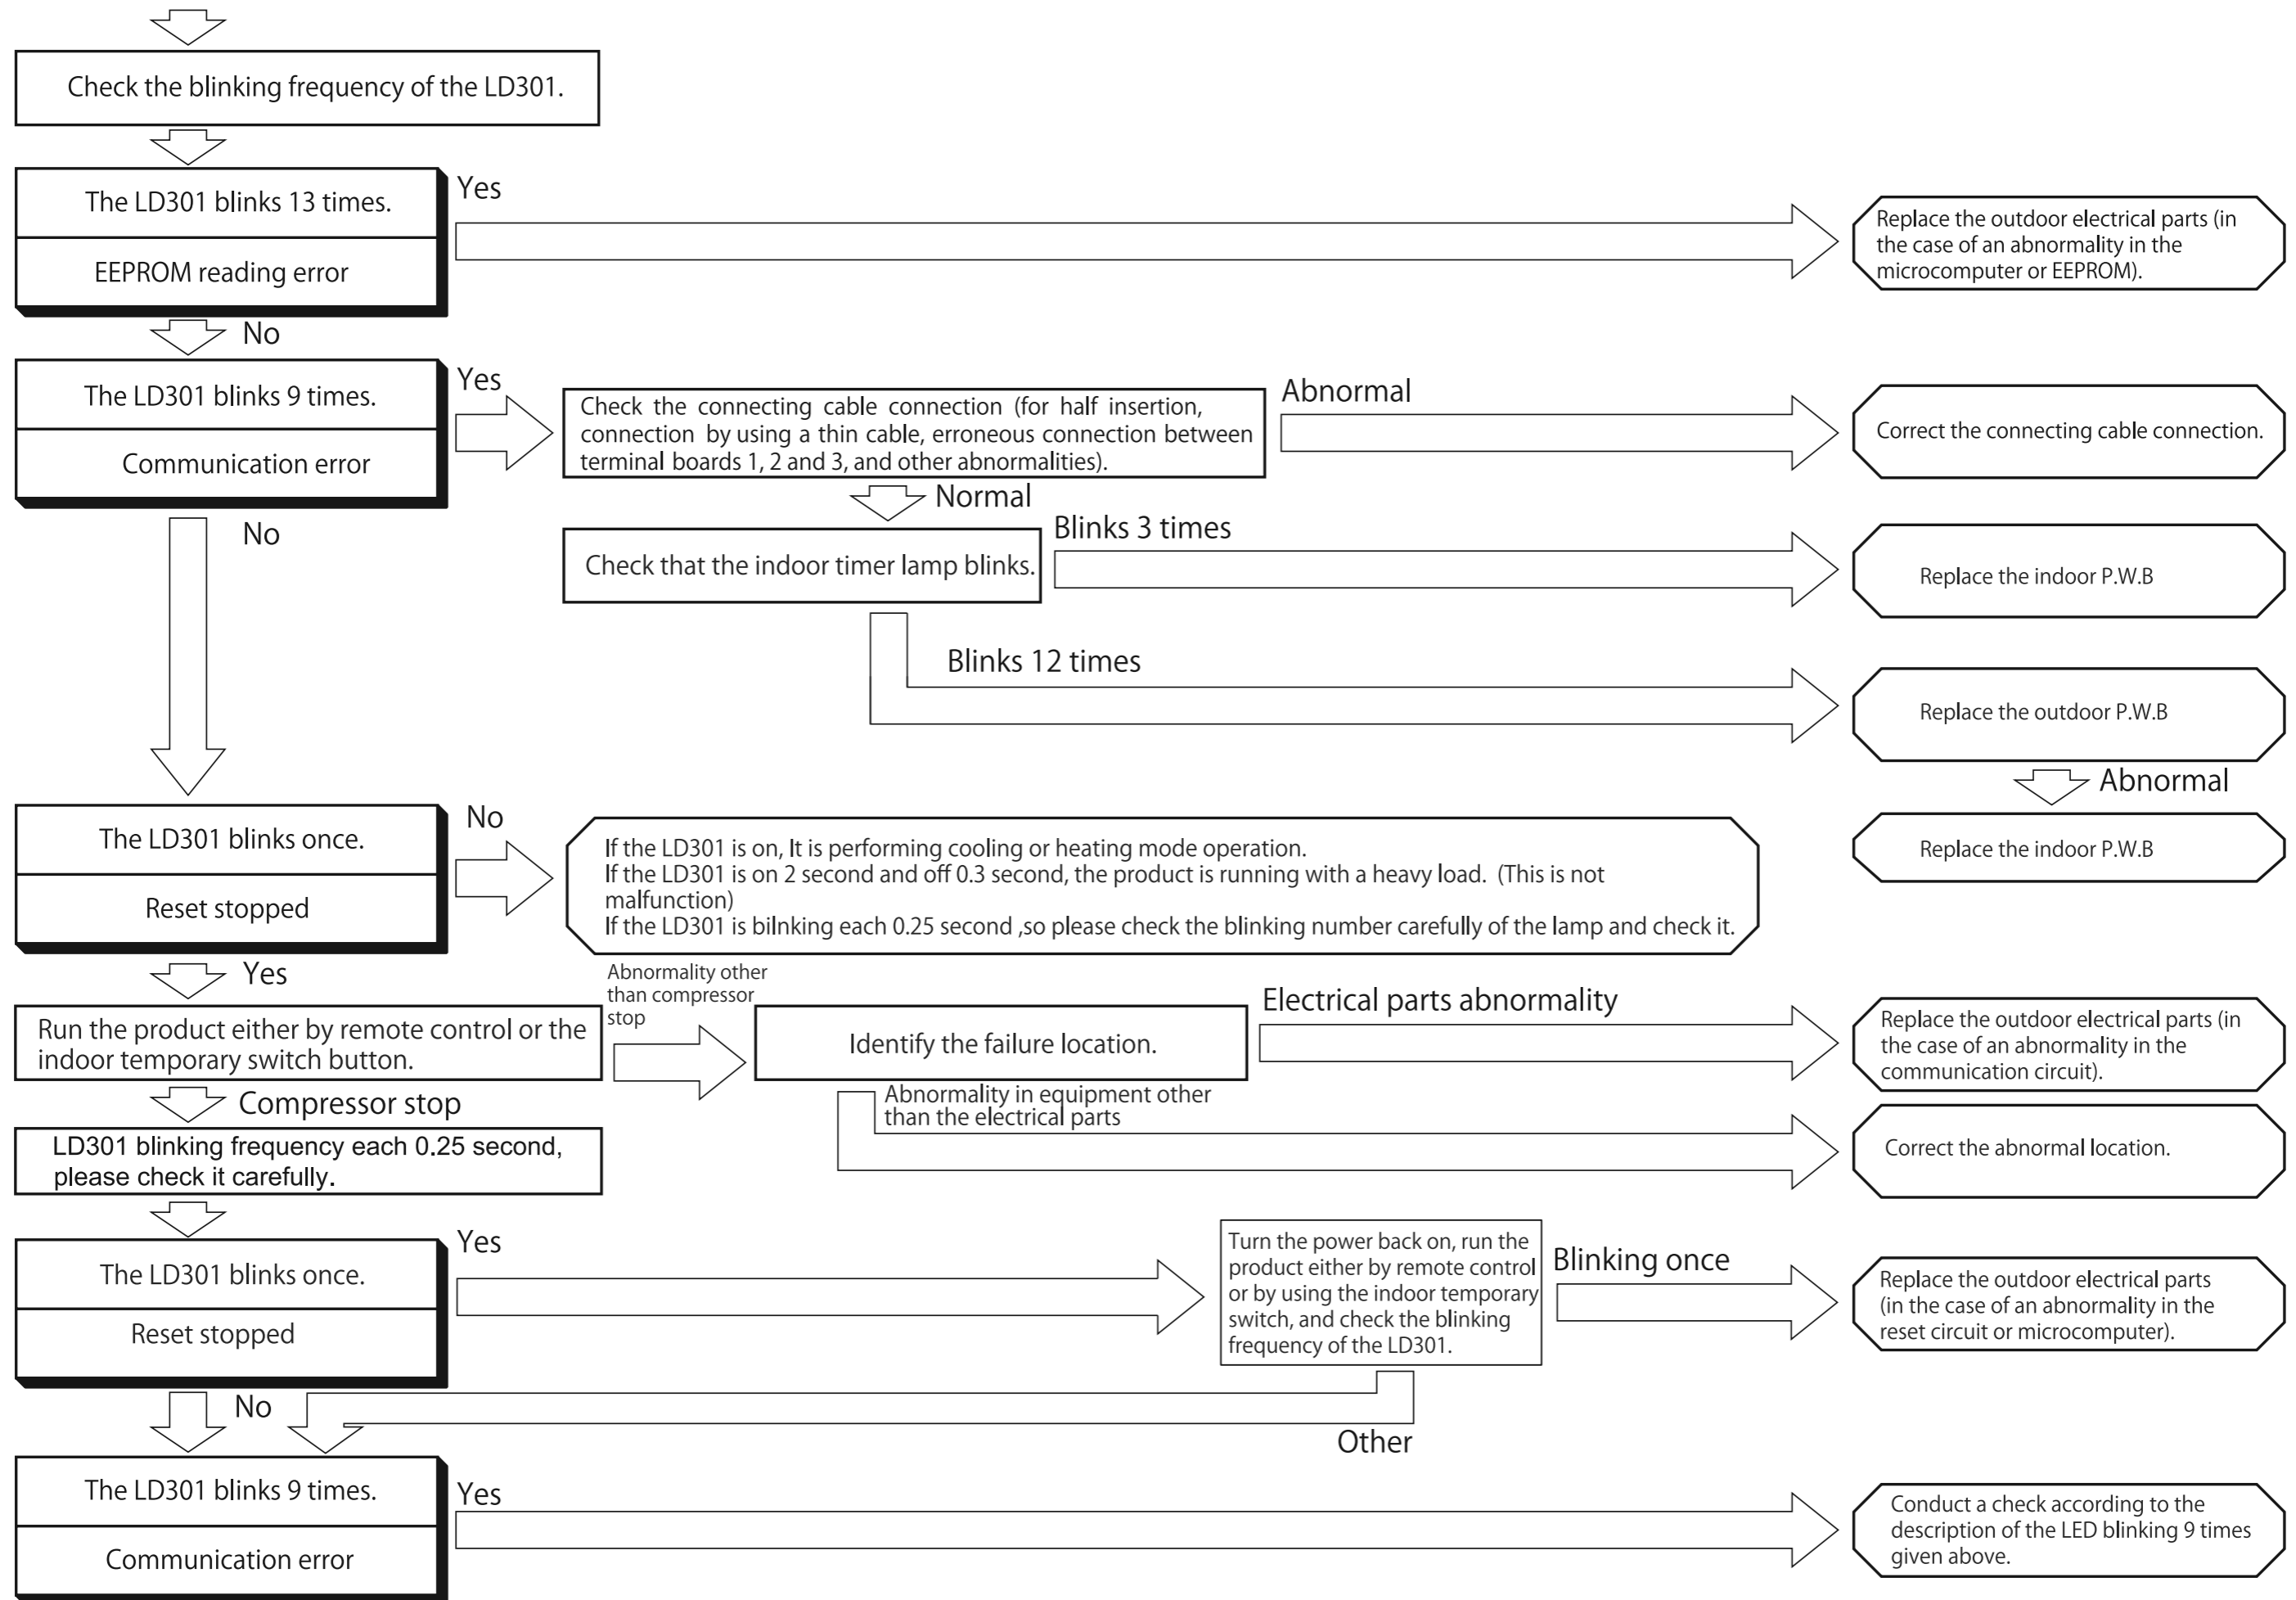 Check the blinking frequency of the LD301.
The LD301 blinks 13 times.
EEPROM reading error
Yes
Replace the outdoor electrical parts (in
the case of an abnormality in the
microcomputer or EEPROM).
No
The LD301 blinks 9 times.
Communication error
Yes
Check the connecting cable connection (for half insertion,
connection by using a thin cable, erroneous connection between
terminal boards 1, 2 and 3, and other abnormalities).
Abnormal
Correct the connecting cable connection.
Normal
No
Check that the indoor timer lamp blinks.
Blinks 3 times
Replace the indoor P.W.B
Blinks 12 times
Replace the outdoor P.W.B
Abnormal
Replace the indoor P.W.B
The LD301 blinks once.
Reset stopped
No
If the LD301 is on, It is performing cooling or heating mode operation.
If the LD301 is on 2 second and off 0.3 second, the product is running with a heavy load. (This is not
malfunction)
If the LD301 is bilnking each 0.25 second ,so please check the blinking number carefully of the lamp and check it.
Yes
Run the product either by remote control or the
indoor temporary switch button.
Abnormality other
than compressor
stop
Identify the failure location.
Electrical parts abnormality
Replace the outdoor electrical parts (in
the case of an abnormality in the
communication circuit).
Abnormality in equipment other
than the electrical parts
Correct the abnormal location.
Compressor stop
LD301 blinking frequency each 0.25 second,
please check it carefully.
The LD301 blinks once.
Reset stopped
Yes
Turn the power back on, run the
product either by remote control
or by using the indoor temporary
switch, and check the blinking
frequency of the LD301.
Blinking once
Replace the outdoor electrical parts
(in the case of an abnormality in the
reset circuit or microcomputer).
No
Other
The LD301 blinks 9 times.
Communication error
Yes
Conduct a check according to the
description of the LED blinking 9 times
given above.